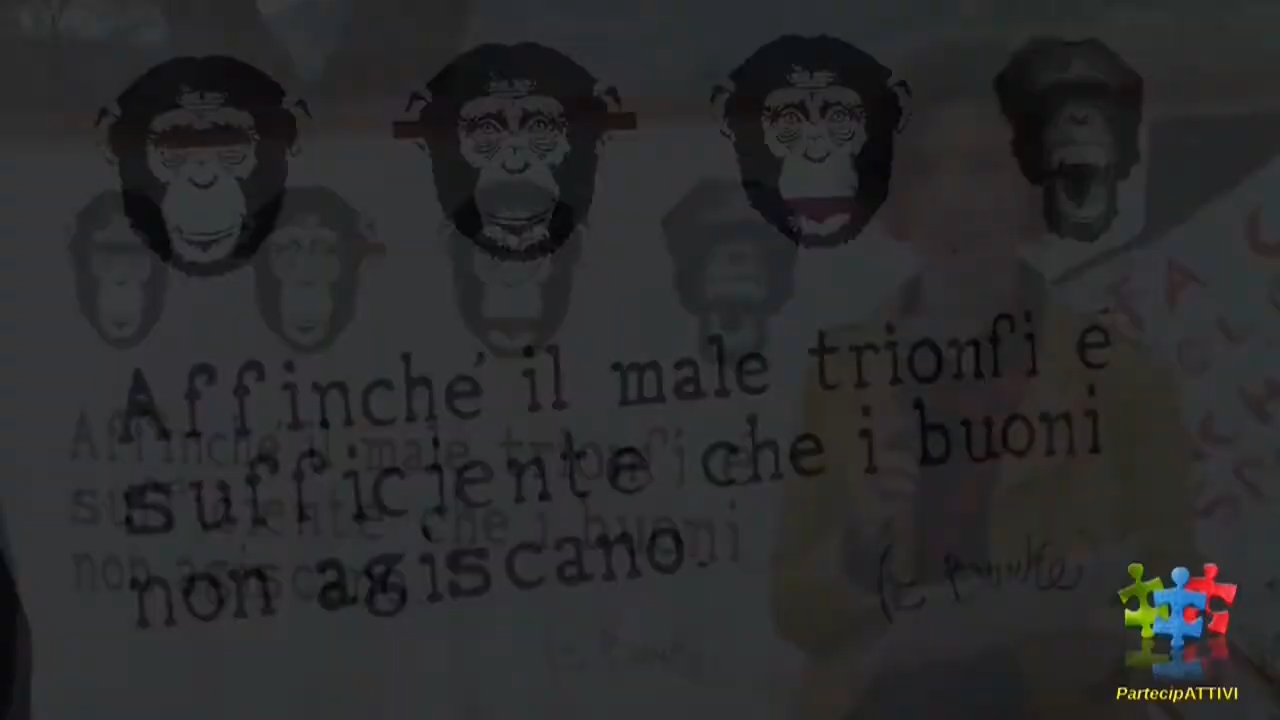 Affinché il male trionfi é
sufficiente che i buoni
non agiscano.
PartecipATTIVI